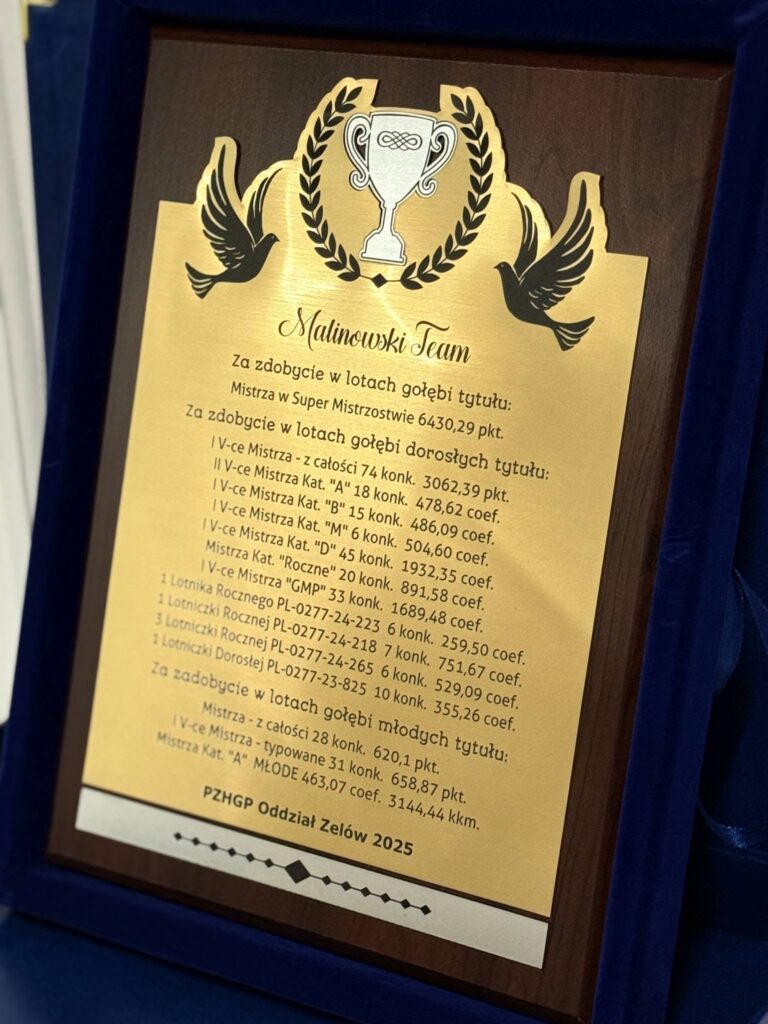 Malinowski Team
Za zdobycie w lotach gołębi tytułu:
Mistrza w Super Mistrzostwie 6430,29 pkt.
Za zdobycie w lotach gołębi dorosłych tytułu:
I V-ce Mistrza - z całości 74 konk. 3062,39 pkt.
II V-ce Mistrza Kat. "A" 18 konk. 478,62 coef.
I V-ce Mistrza Kat. "B" 15 konk. 486,09 coef.
I V-ce Mistrza Kat. "M" 6 konk. 504,60 coef.
I V-ce Mistrza Kat. "D" 45 konk. 1932,35 coef.
Mistrza Kat. "Roczne" 20 konk. 891,58 coef.
I V-ce Mistrza "GMP" 33 konk. 1689,48 coef.
1 Lotnika Rocznego PL-0277-24-223 6 konk. 259,50 coef.
1 Lotniczki Rocznej PL-0277-24-218 7 konk. 751,67 coef.
3 Lotniczki Rocznej PL-0277-24-265 6 konk. 529,09 coef.
1 Lotniczki Dorosłej PL-0277-23-825 10 konk. 355,26 coef.
Za zadobycie w lotach gołębi młodych tytułu:
Mistrza - z całości 28 konk. 620,1 pkt.
I V-ce Mistrza - typowane 31 konk. 658,87 pkt.
Mistrza Kat. "A" MŁODE 463,07 coef. 3144,44 kkm.
PZHGP Oddział Zelów 2025